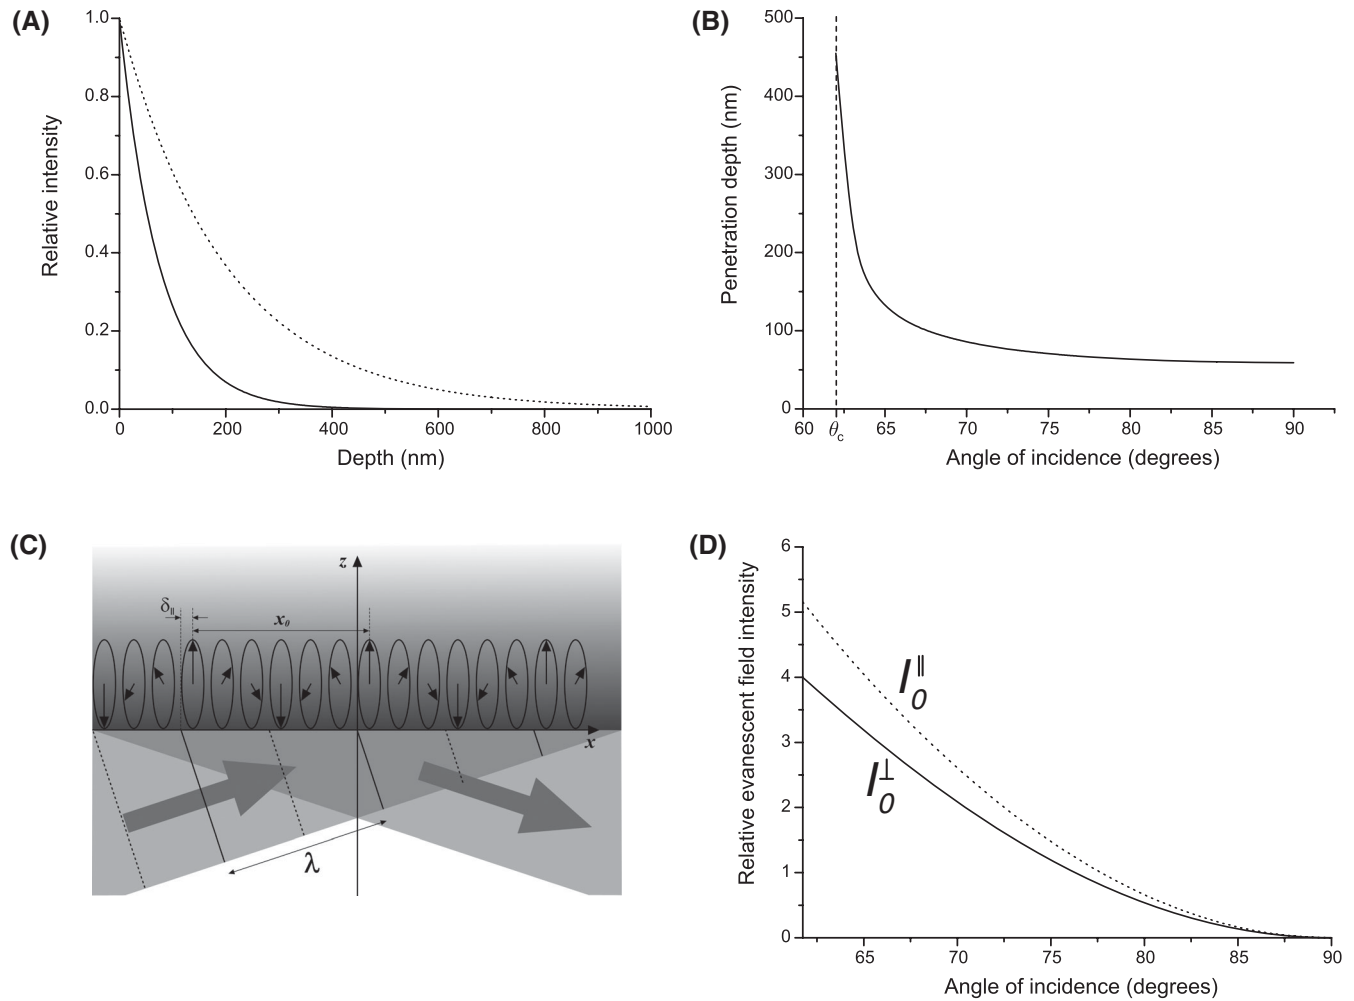 (A)
1.0
0.8
0.6
0.4
0.2
0.0
Relative intensity
0 200 400 600 800 1000
Depth (nm)
(B)
500
400
300
200
100
0
Penetration depth (nm)
60 θc 65 70 75 80 85 90
Angle of incidence (degrees)
(C)
z
δ||
x0
x
λ
(D)
6
5
4
3
2
1
0
Relative evanescent field intensity
I0∥
I0⊥
65 70 75 80 85 90
Angle of incidence (degrees)